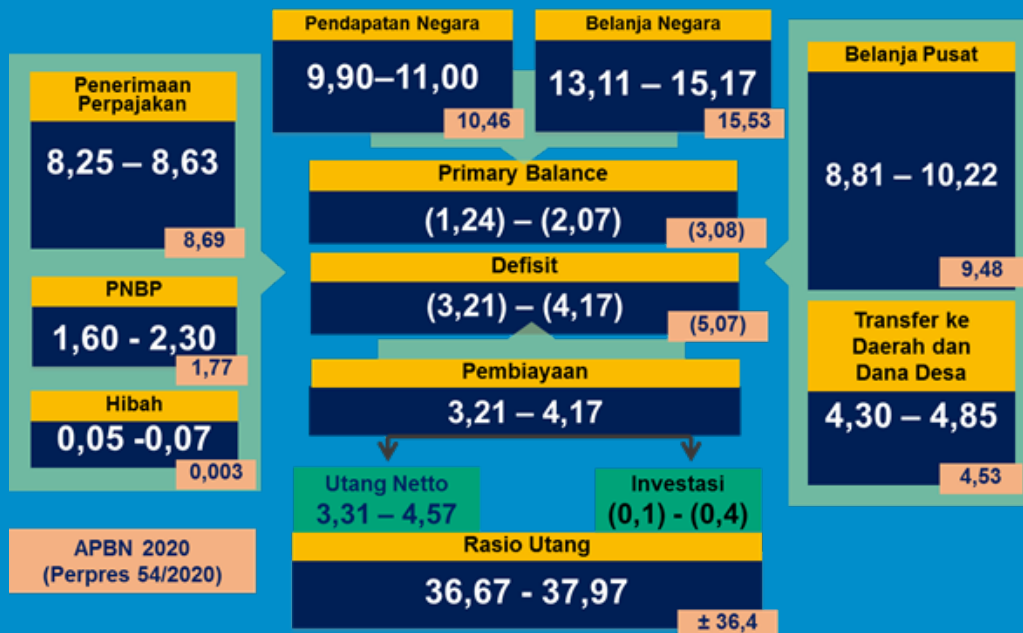 Pendapatan Negara
9,90–11,00
10,46
Belanja Negara
13,11 – 15,17
15,53
Penerimaan
Perpajakan
8,25 – 8,63
8,69
PNBP
1,60 - 2,30
1,77
Hibah
0,05 -0,07
0,003
Primary Balance
(1,24) – (2,07)
(3,08)
Defisit
(3,21) – (4,17)
(5,07)
Pembiayaan
3,21 – 4,17
Utang Netto
3,31 – 4,57
Investasi
(0,1) - (0,4)
Rasio Utang
36,67 - 37,97
± 36,4
Belanja Pusat
8,81 – 10,22
9,48
Transfer ke
Daerah dan
Dana Desa
4,30 – 4,85
4,53
APBN 2020
(Perpres 54/2020)